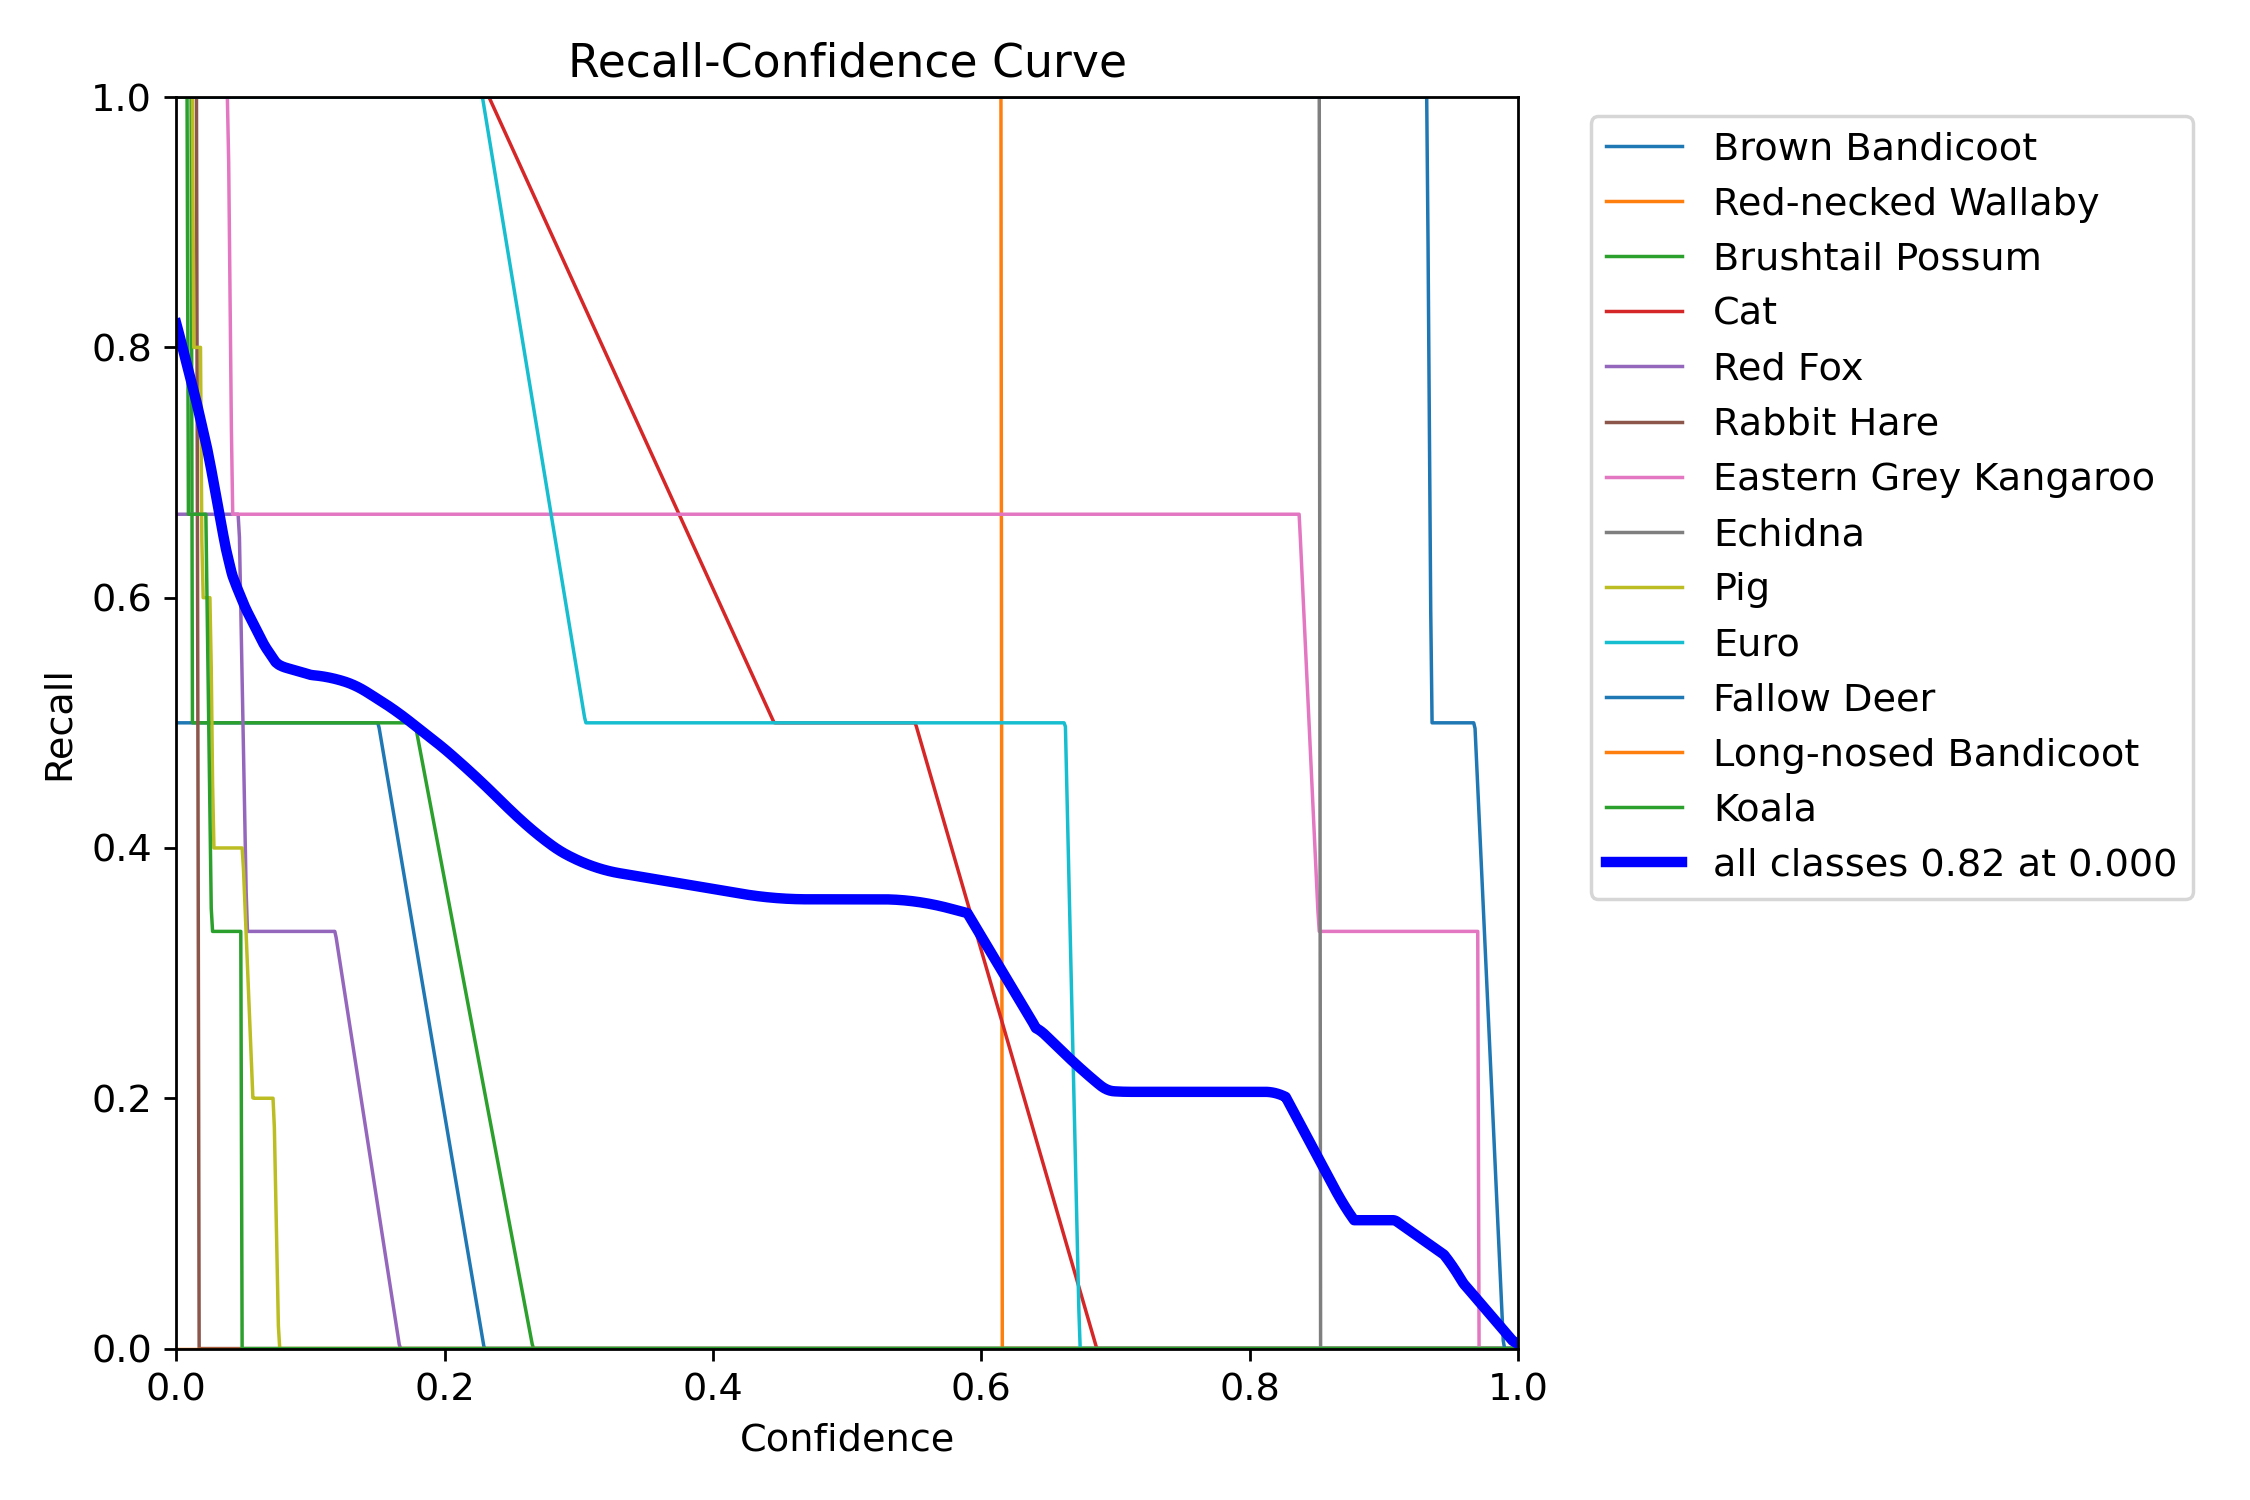 Recall-Confidence Curve
1.0
0.8
0.6
0.4
0.2
0.0
Recall
0.0 0.2 0.4 0.6 0.8 1.0
Confidence
Brown Bandicoot
Red-necked Wallaby
Brushtail Possum
Cat
Red Fox
Rabbit Hare
Eastern Grey Kangaroo
Echidna
Pig
Euro
Fallow Deer
Long-nosed Bandicoot
Koala
all classes 0.82 at 0.000